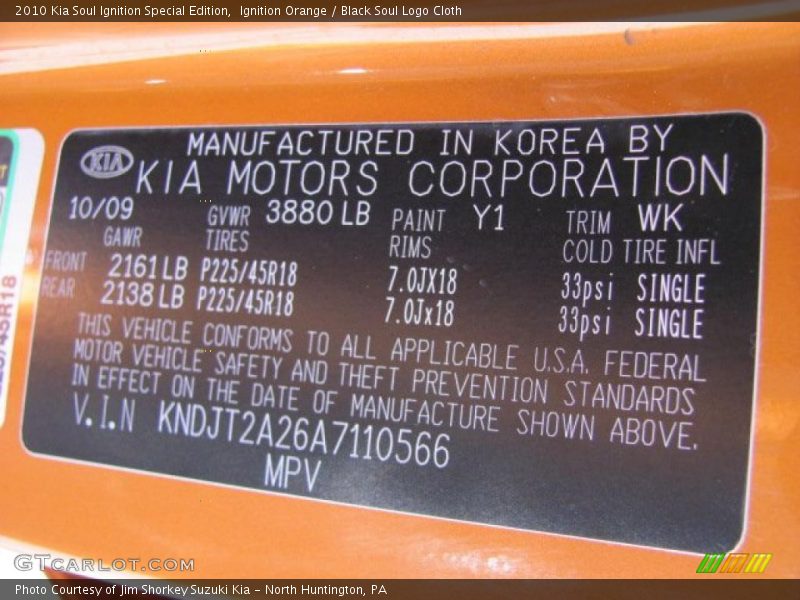 2010 Kia Soul Ignition Special Edition,  Ignition Orange / Black Soul Logo Cloth
MANUFACTURED IN KOREA BY
KIA KIA MOTORS CORPORATION
10/09 GVWR 3880 LB PAINT Y1 TRIM WK
GAWR TIRES RIMS COLD TIRE INFL
FRONT 2161 LB P225/45R18 7.0JX18 33psi SINGLE
REAR 2138 LB P225/45R18 7.0Jx18 33psi SINGLE
THIS VEHICLE CONFORMS TO ALL APPLICABLE U.S.A. FEDERAL
MOTOR VEHICLE SAFETY AND THEFT PREVENTION STANDARDS
IN EFFECT ON THE DATE OF MANUFACTURE SHOWN ABOVE.
V.I.N KNDJT2A26A7110566
MPV
GTCARLOT.COM
Photo Courtesy of Jim Shorkey Suzuki Kia - North Huntington, PA